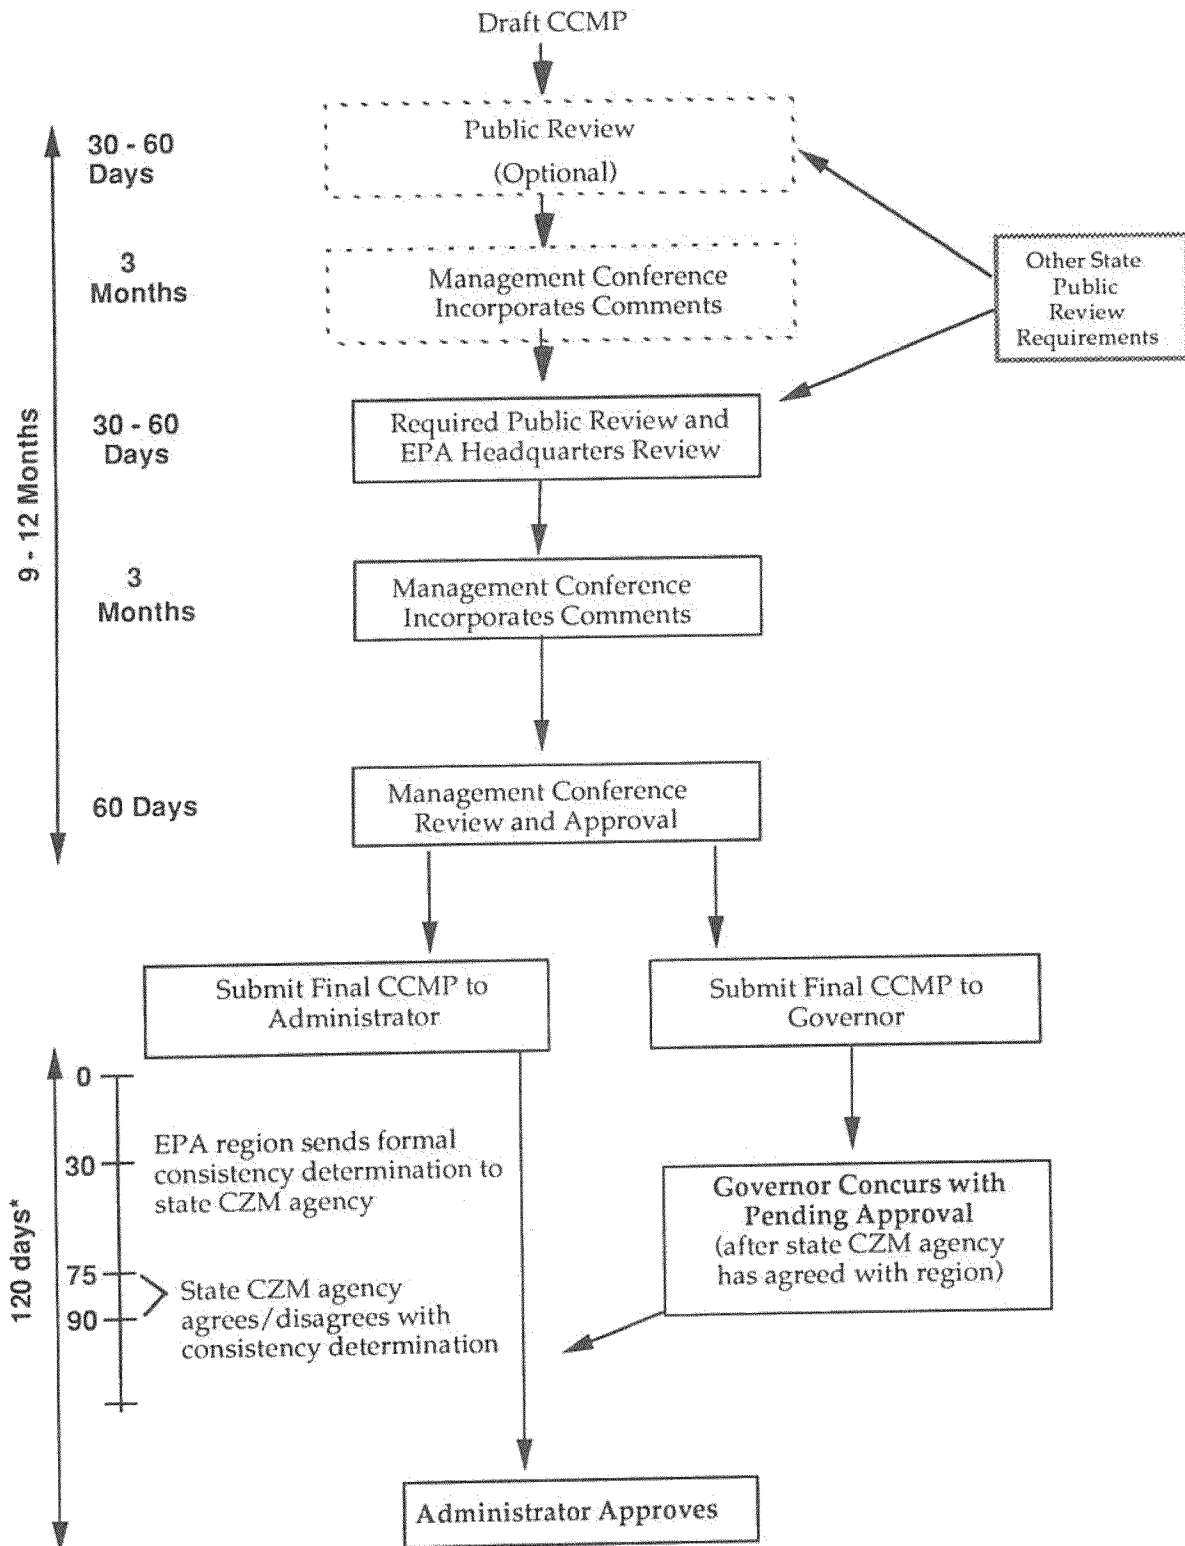 Draft CCMP
30 - 60
Days
Public Review
(Optional)
3
Months
Management Conference
Incorporates Comments
Other State
Public
Review
Requirements
9 - 12 Months
30 - 60
Days
Required Public Review and
EPA Headquarters Review
3
Months
Management Conference
Incorporates Comments
60 Days
Management Conference
Review and Approval
Submit Final CCMP to
Administrator
Submit Final CCMP to
Governor
120 days*
0
30
75
90
EPA region sends formal
consistency determination to
state CZM agency
State CZM agency
agrees/disagrees with
consistency determination
Governor Concurs with
Pending Approval
(after state CZM agency
has agreed with region)
Administrator Approves